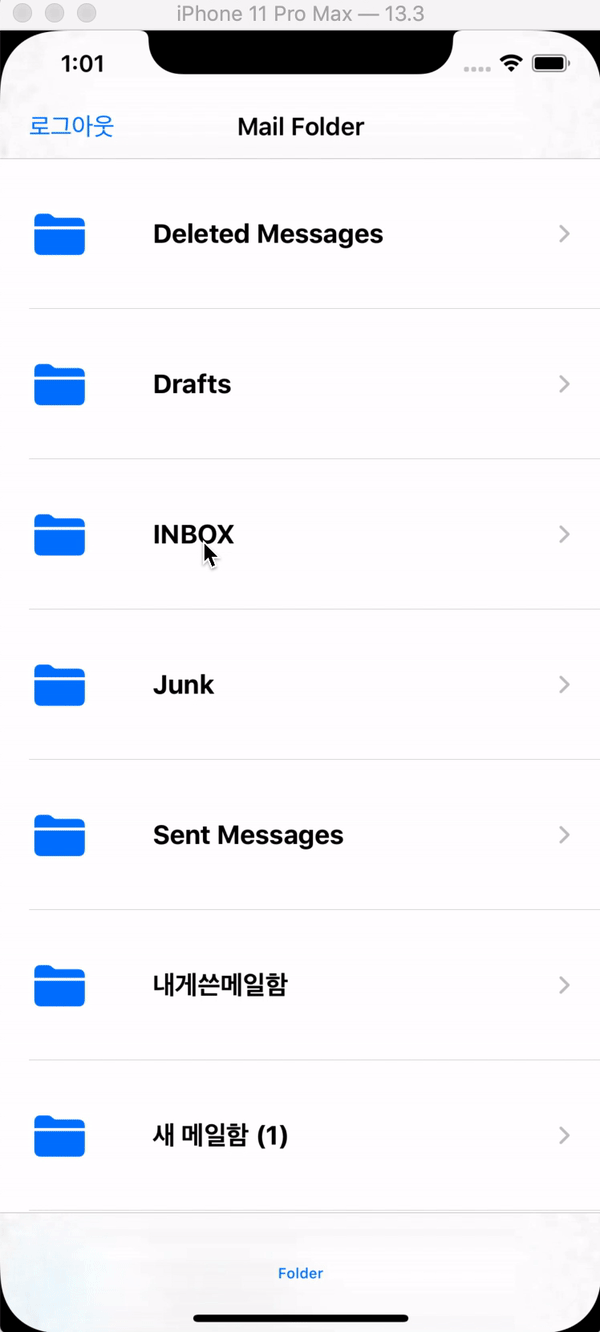 iPhone 11 Pro Max — 13.3
1:01
로그아웃
Mail Folder
Deleted Messages
Drafts
INBOX
Junk
Sent Messages
내게쓴메일함
새 메일함 (1)
Folder